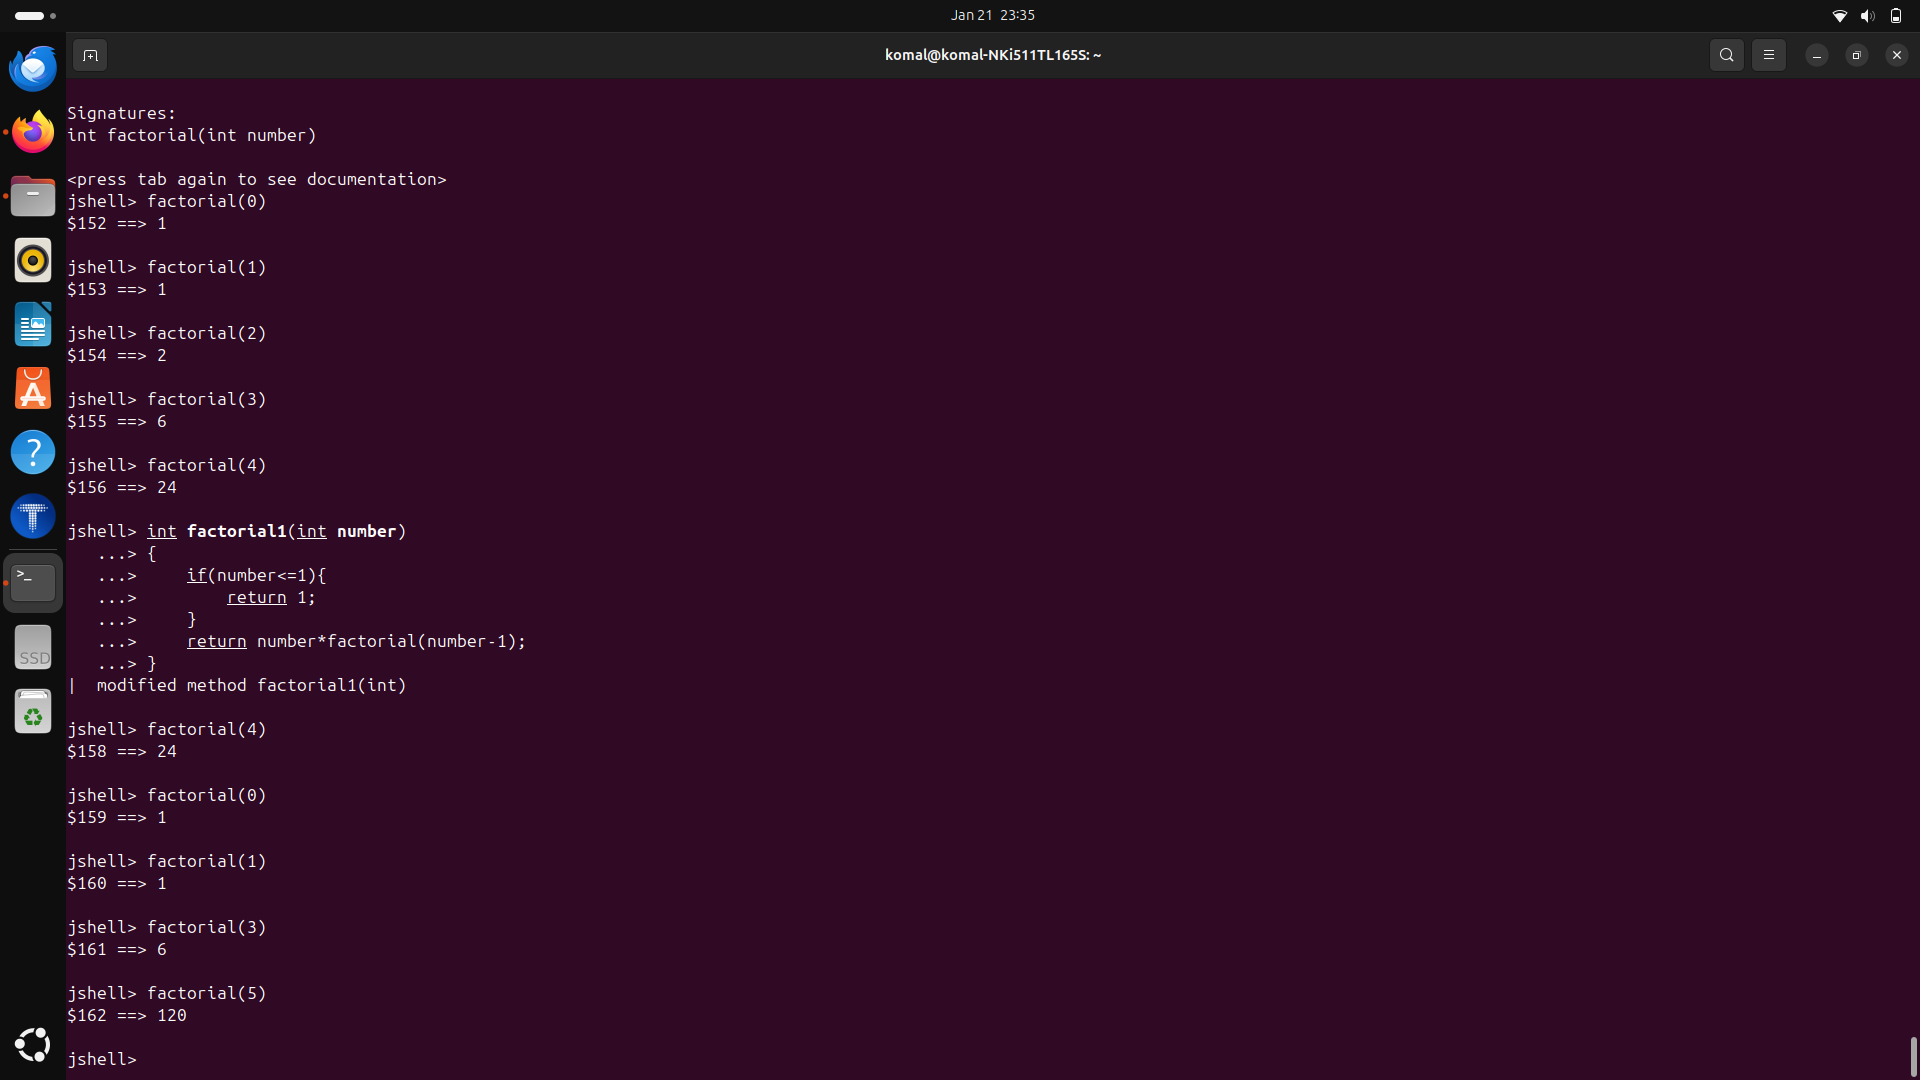 Jan 21 23:35
komal@komal-NKi511TL165S: ~
Signatures:
int factorial(int number)
<press tab again to see documentation>
jshell> factorial(0)
$152 ==> 1
jshell> factorial(1)
$153 ==> 1
jshell> factorial(2)
$154 ==> 2
jshell> factorial(3)
$155 ==> 6
jshell> factorial(4)
$156 ==> 24
jshell> int factorial1(int number)
   ...> {
   ...>     if(number<=1){
   ...>         return 1;
   ...>     }
   ...>     return number*factorial(number-1);
   ...> }
|  modified method factorial1(int)
jshell> factorial(4)
$158 ==> 24
jshell> factorial(0)
$159 ==> 1
jshell> factorial(1)
$160 ==> 1
jshell> factorial(3)
$161 ==> 6
jshell> factorial(5)
$162 ==> 120
jshell>
SSD